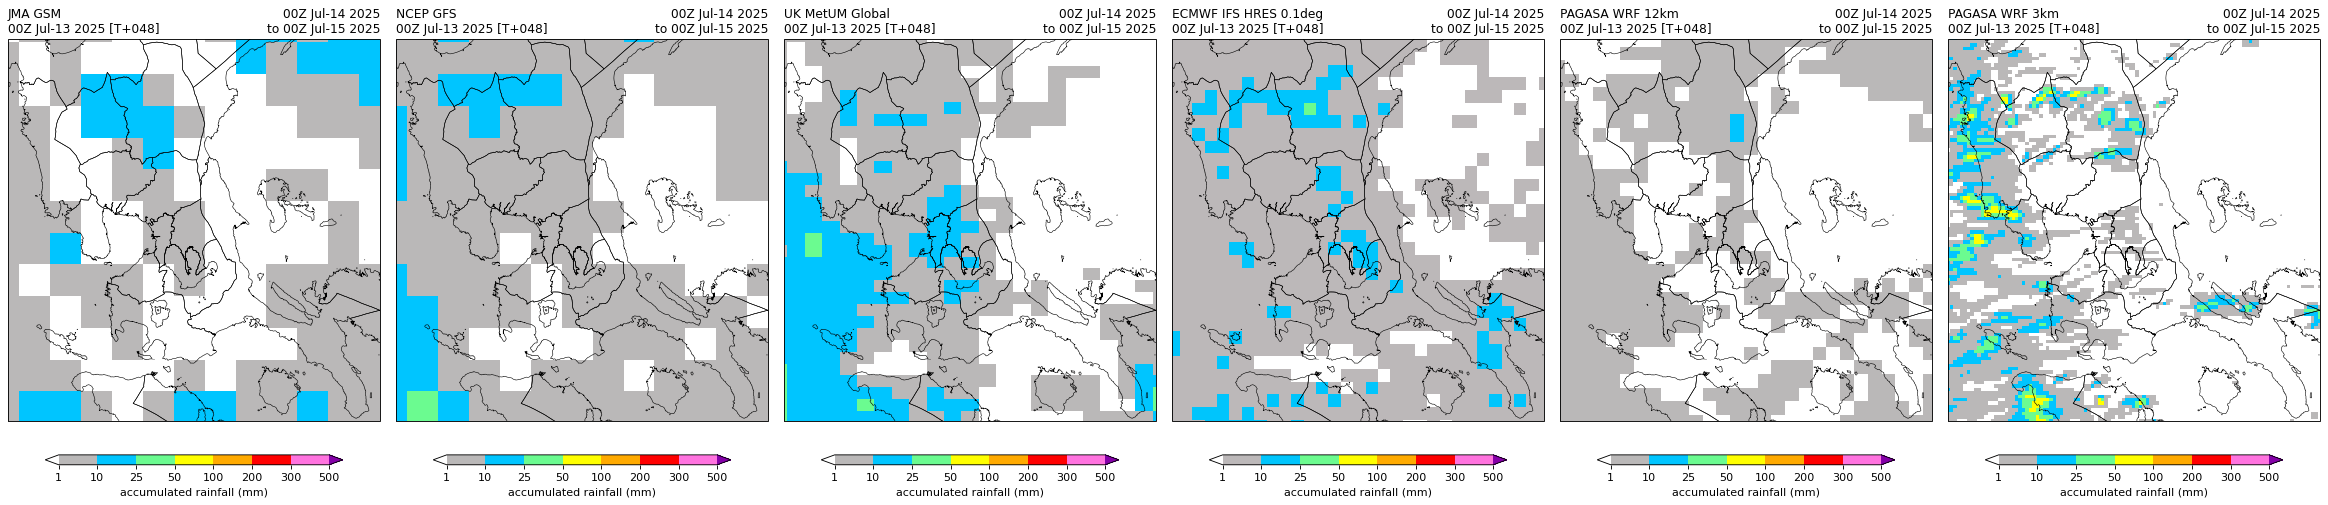 JMA GSM 00Z Jul-14 2025
00Z Jul-13 2025 [T+048] to 00Z Jul-15 2025
1 10 25 50 100 200 300 500
accumulated rainfall (mm)
NCEP GFS 00Z Jul-14 2025
00Z Jul-13 2025 [T+048] to 00Z Jul-15 2025
1 10 25 50 100 200 300 500
accumulated rainfall (mm)
UK MetUM Global 00Z Jul-14 2025
00Z Jul-13 2025 [T+048] to 00Z Jul-15 2025
1 10 25 50 100 200 300 500
accumulated rainfall (mm)
ECMWF IFS HRES 0.1deg 00Z Jul-14 2025
00Z Jul-13 2025 [T+048] to 00Z Jul-15 2025
1 10 25 50 100 200 300 500
accumulated rainfall (mm)
PAGASA WRF 12km 00Z Jul-14 2025
00Z Jul-13 2025 [T+048] to 00Z Jul-15 2025
1 10 25 50 100 200 300 500
accumulated rainfall (mm)
PAGASA WRF 3km 00Z Jul-14 2025
00Z Jul-13 2025 [T+048] to 00Z Jul-15 2025
1 10 25 50 100 200 300 500
accumulated rainfall (mm)